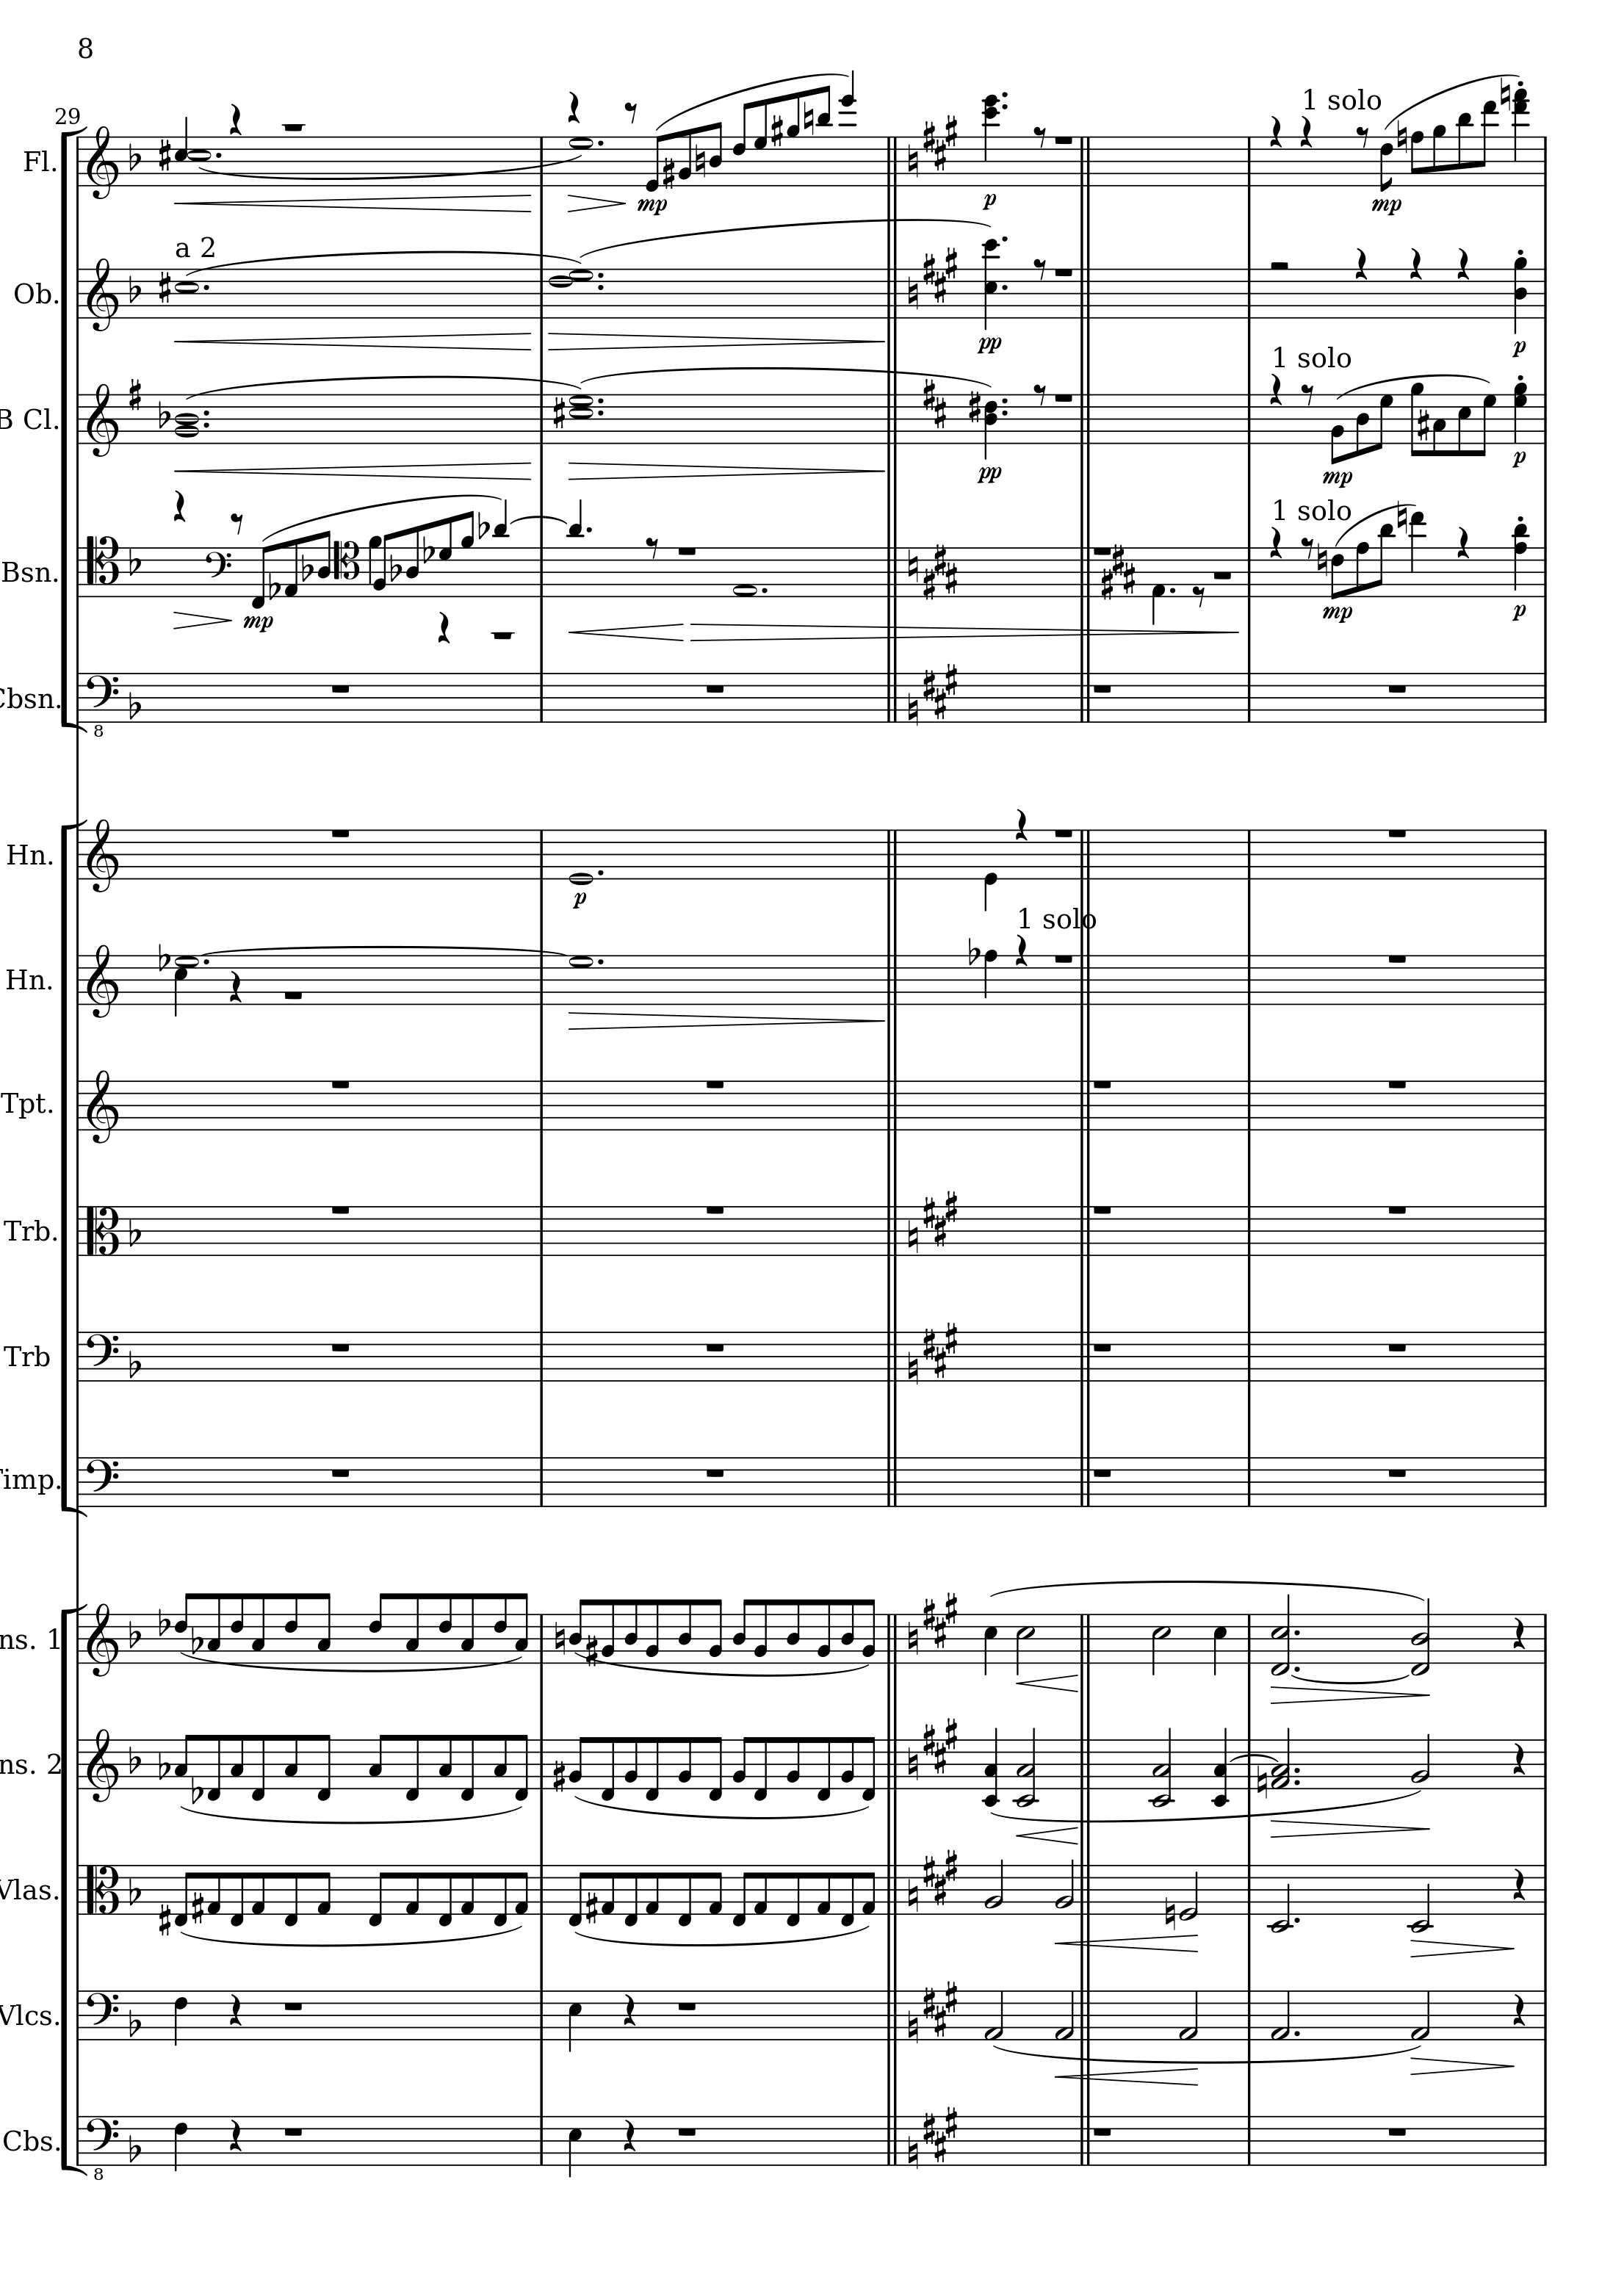 8
29
Fl.
mp
p
1 solo
mp
Ob.
a 2
pp
p
B Cl.
pp
1 solo
mp
p
Bsn.
mp
1 solo
mp
p
Cbsn.
8
Hn.
p
Hn.
1 solo
Tpt.
Trb.
Trb
Timp.
ns. 1
ns. 2
Vlas.
Vlcs.
Cbs.
8